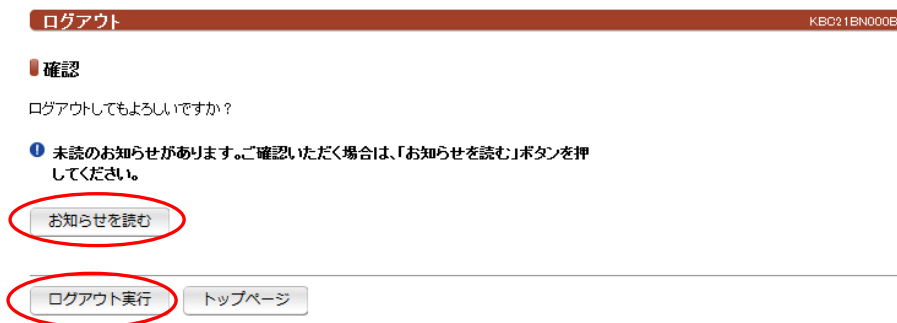 ログアウト
KBC21BN000B
確認
ログアウトしてもよろしいですか？
未読のお知らせがあります。ご確認いただく場合は、「お知らせを読む」ボタンを押
してください。
お知らせを読む
ログアウト実行
トップページ